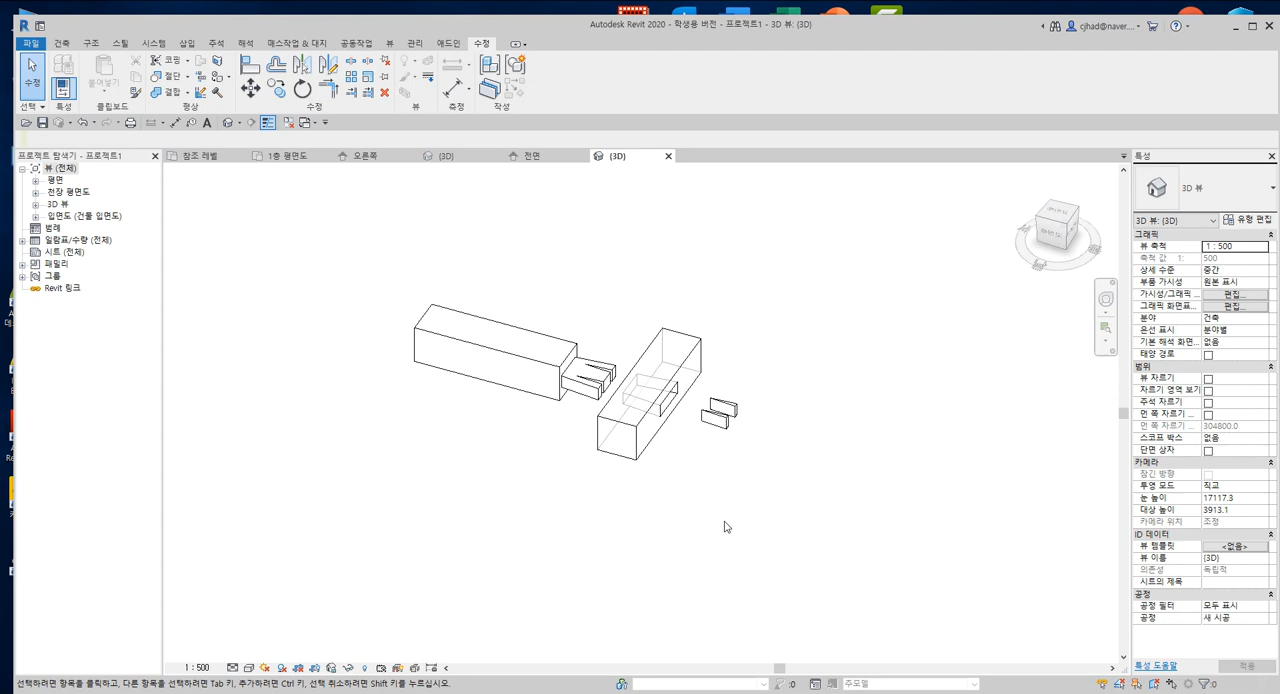 Autodesk Revit 2020 - 학생용 버전 - 프로젝트1 - 3D 뷰: {3D}
cjhad@naver....
파일 건축 구조 스틸 시스템 삽입 주석 해석 매스작업 & 대지 공동작업 뷰 관리 애드인 수정
수정
붙여넣기
코핑
절단
결합
선택 특성 클립보드 형상 수정 뷰 측정 작성
프로젝트 탐색기 - 프로젝트1
뷰 (전체)
평면
천장 평면도
3D 뷰
입면도 (건물 입면도)
범례
일람표/수량 (전체)
시트 (전체)
패밀리
그룹
Revit 링크
참조 레벨 1층 평면도 오른쪽 {3D} 전면 {3D}
특성
3D 뷰
3D 뷰: {3D} 유형 편집
그래픽
뷰 축척 1 : 500
축척 값 1: 500
상세 수준 중간
부품 가시성 원본 표시
가시성/그래픽 ... 편집...
그래픽 화면표... 편집...
분야 건축
은선 표시 분야별
기본 해석 화면... 없음
태양 경로
범위
뷰 자르기
자르기 영역 보기
주석 자르기
먼 쪽 자르기 ...
먼 쪽 자르기 ... 304800.0
스코프 박스 없음
단면 상자
카메라
잠긴 방향
투영 모드 직교
눈 높이 17117.3
대상 높이 3913.1
카메라 위치 조정
ID 데이터
뷰 템플릿 <없음>
뷰 이름 {3D}
의존성 독립적
시트의 제목
공정
공정 필터 모두 표시
공정 새 시공
특성 도움말 적용
1 : 500
선택하려면 항목을 클릭하고, 다른 항목을 선택하려면 Tab 키, 추가하려면 Ctrl 키, 선택 취소하려면 Shift 키를 누르십시오.
:0 주모델 :0